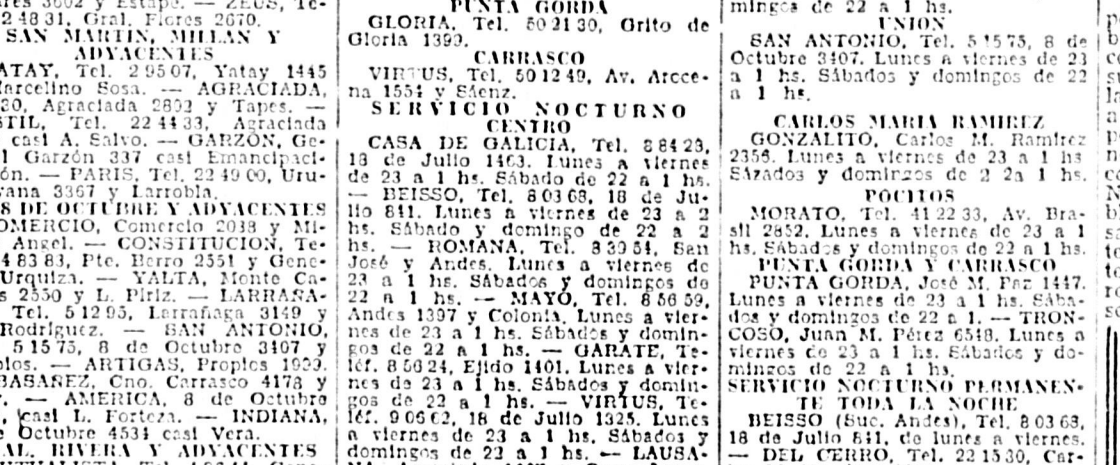 ares 3602 y Estape. — ZEUS, Te-
2 48 31, Gral. Flores 2670.
SAN MARTIN, MILLAN Y
ADYACENTES
YATAY, Tel. 2 95 07, Yatay 1445
Marcelino Sosa. — AGRACIADA,
30, Agraciada 2802 y Tapes. —
STIL, Tel. 22 44 33, Agraciada
casi A. Salvo. — GARZÓN, Ge-
l Garzón 337 casi Emancipaci-
ón. — PARIS, Tel. 22 49 00, Uru-
yana 3367 y Larrobla.
8 DE OCTUBRE Y ADYACENTES
COMERCIO, Comercio 2038 y Mi-
Angel. — CONSTITUCION, Te-
4 83 83, Pte. Berro 2551 y Gene-
Urquiza. — YALTA, Monte Ca-
s 2550 y L. Piriz. — LARRAÑA-
Tel. 5 12 95, Larrañaga 3149 y
Rodríguez. — SAN ANTONIO,
5 15 75, 8 de Octubre 3407 y
— ARTIGAS, Propios
BASAÑEZ, Cno. Carrasco 4178 y
— AMERICA, 8 de Octubre
casi L. Forteza. — INDIANA,
e Octubre 4534 casi Vera.
AL, RIVERA Y ADYACENTES
PUNTA GORDA
GLORIA, Tel. 50 21 30, Grito de
Gloria 1399.
CARRASCO
VIRTUS, Tel. 50 12 49, Av. Aroce-
na 1554 y Sáenz.
SERVICIO NOCTURNO
CENTRO
CASA DE GALICIA, Tel. 8 84 28,
18 de Julio 1463. Lunes a viernes
de 23 a 1 hs. Sábado de 22 a 1 hs.
— BEISSO, Tel. 8 03 68, 18 de Ju-
lio 841. Lunes a viernes de 23 a 2
hs. Sábado y domingo de 22 a 2
hs. — ROMANA, Tel. 8 39 54, San
José y Andes. Lunes a viernes de
23 a 1 hs. Sábados y domingos de
22 a 1 hs. — MAYO, Tel. 8 56 59,
Andes 1397 y Colonia. Lunes a vier-
nes de 23 a 1 hs. Sábados y domin-
gos de 22 a 1 hs. — GARATE, Te-
léf. 8 56 24, Ejido 1401. Lunes a vier-
nes de 23 a 1 hs. Sábados y domin-
gos de 22 a 1 hs. — VIRTUS, Te-
léf. 9 06 62, 18 de Julio 1325. Lunes
a viernes de 23 a 1 hs. Sábados y
domingos de 22 a 1 hs. — LAUSA-
mingos de 22 a 1 hs.
UNION
SAN ANTONIO, Tel. 5 15 75, 8 de
Octubre 3407. Lunes a viernes de 23
a 1 hs. Sábados y domingos de 22
a 1 hs.
CARLOS MARIA RAMIREZ
GONZALITO, Carlos M. Ramírez
2356. Lunes a viernes de 23 a 1 hs
Sázados y domingos de 2 2a 1 hs.
POCITOS
MORATO, Tel. 41 22 33, Av. Bra-
sil 2852. Lunes a viernes de 23 a 1
hs. Sábados y domingos de 22 a 1 hs.
PUNTA GORDA Y CARRASCO
PUNTA GORDA, José M. Paz 1447.
Lunes a viernes de 23 a 1 hs. Sába-
dos y domingos de 22 a 1. — TRON-
COSO, Juan M. Pérez 6548. Lunes a
viernes de 23 a 1 hs. Sábados y do-
mingos de 22 a 1 hs.
SERVICIO NOCTURNO PERMANEN-
TE TODA LA NOCHE
BEISSO (Suc. Andes), Tel. 8 03 68,
18 de Julio 841, de lunes a viernes.
— DEL CERRO, Tel. 22 15 30, Car-